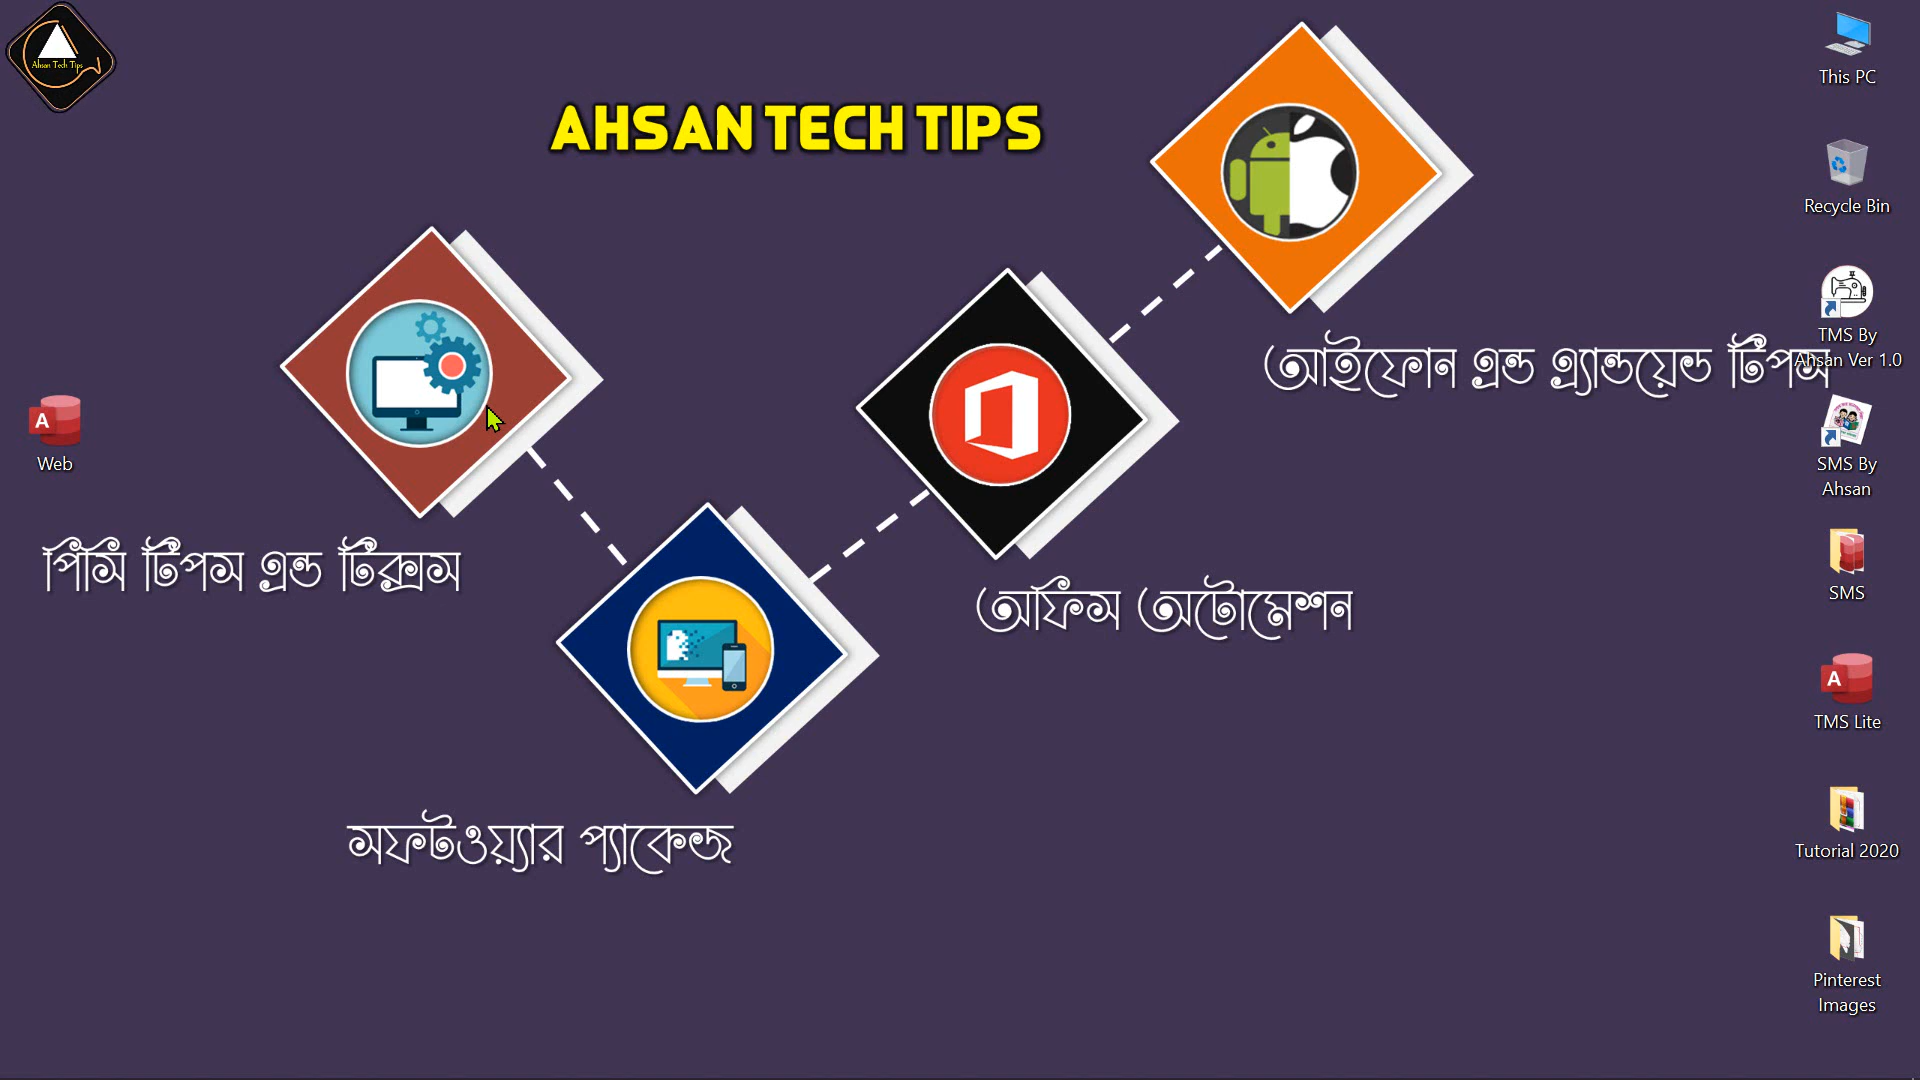 Ahsan Tech Tips
AHSAN TECH TIPS
This PC
Recycle Bin
TMS By
Ahsan Ver 1.0
আইফোন এন্ড এ্যান্ডয়েড টিপস
Web
SMS By
Ahsan
পিসি টিপস এন্ড টিক্সস
SMS
অফিস অটোমেশন
TMS Lite
সফটওয়্যার প্যাকেজ
Tutorial 2020
Pinterest
Images